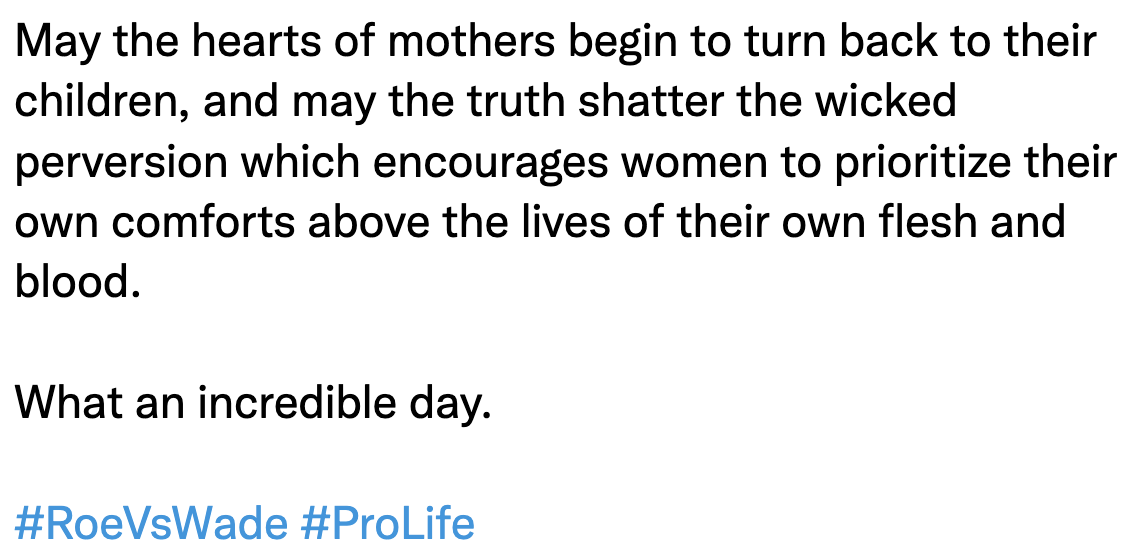 May the hearts of mothers begin to turn back to their
children, and may the truth shatter the wicked
perversion which encourages women to prioritize their
own comforts above the lives of their own flesh and
blood.
What an incredible day.
#RoeVsWade #ProLife